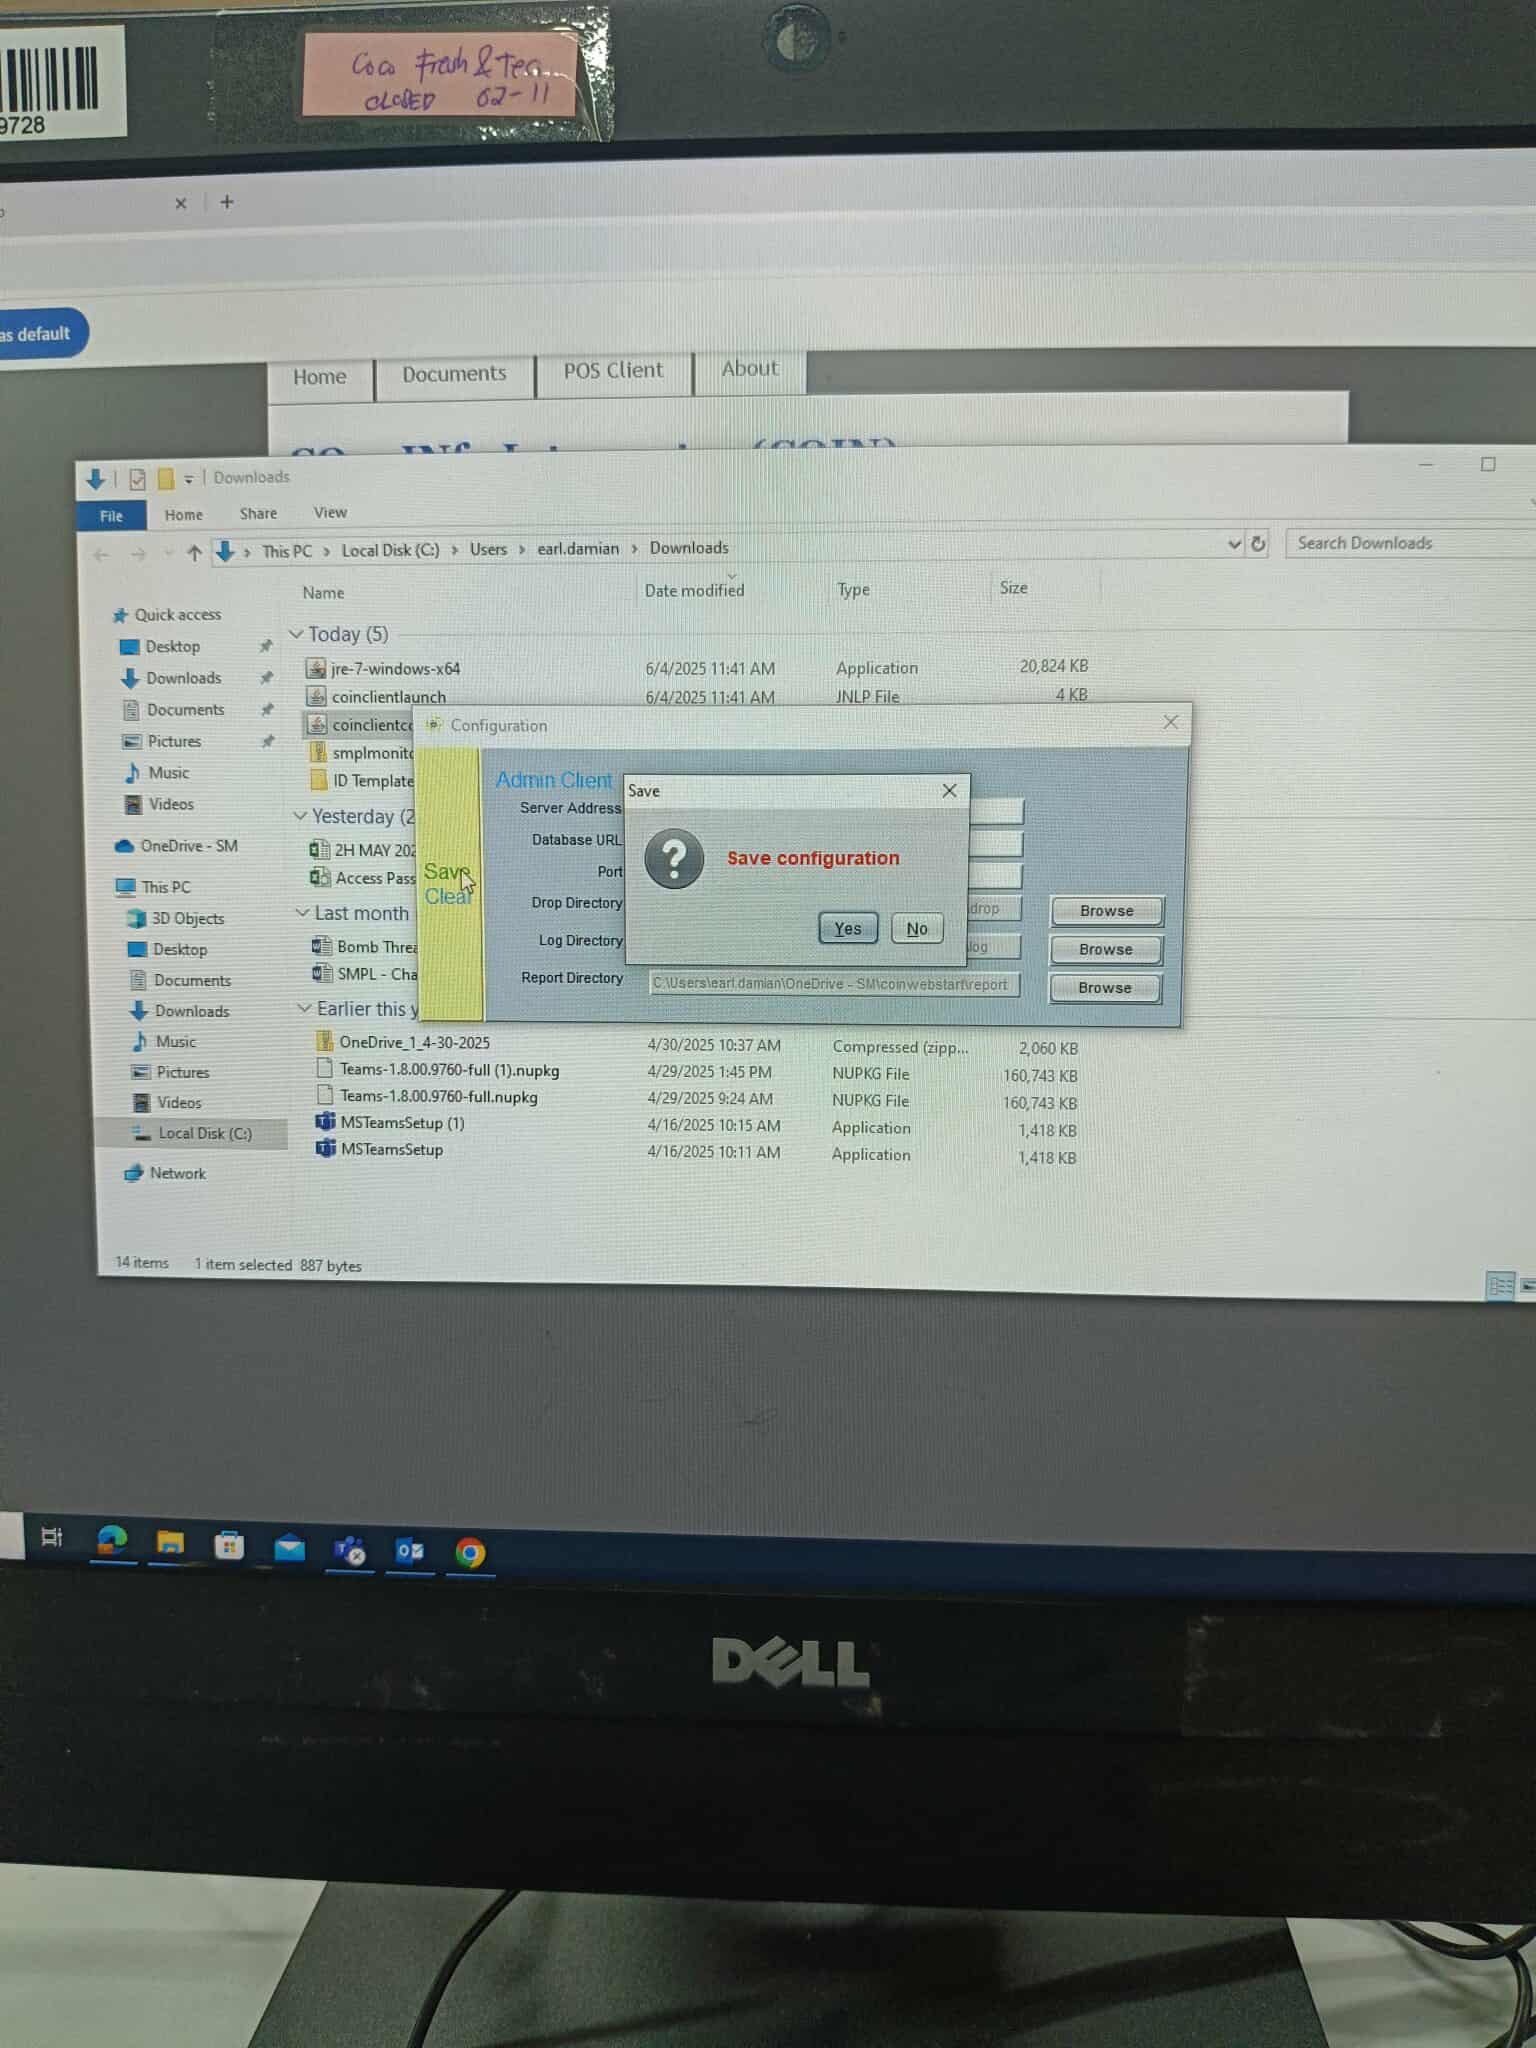 Coco Fresh & Tea
CLOSED 02-11
9728
as default
Home
Documents
POS Client
About
Downloads
File
Home
Share
View
This PC > Local Disk (C:) > Users > earl.damian > Downloads
Search Downloads
Name
Date modified
Type
Size
Quick access
Desktop
Downloads
Documents
Pictures
Music
Videos
OneDrive - SM
This PC
3D Objects
Desktop
Documents
Downloads
Music
Pictures
Videos
Local Disk (C:)
Network
Today (5)
jre-7-windows-x64 6/4/2025 11:41 AM Application 20,824 KB
coinclientlaunch 6/4/2025 11:41 AM JNLP File 4 KB
coinclientco
smplmonito
ID Template
Yesterday (2
2H MAY 202
Access Pass
Last month
Bomb Threa
SMPL - Cha
Earlier this y
OneDrive_1_4-30-2025 4/30/2025 10:37 AM Compressed (zipp... 2,060 KB
Teams-1.8.00.9760-full (1).nupkg 4/29/2025 1:45 PM NUPKG File 160,743 KB
Teams-1.8.00.9760-full.nupkg 4/29/2025 9:24 AM NUPKG File 160,743 KB
MSTeamsSetup (1) 4/16/2025 10:15 AM Application 1,418 KB
MSTeamsSetup 4/16/2025 10:11 AM Application 1,418 KB
Configuration
Save
Clear
Admin Client
Server Address
Database URL
Port
Drop Directory
drop
Browse
Log Directory
log
Browse
Report Directory
C:\Users\earl.damian\OneDrive - SM\coinwebstart\report
Browse
Save
Save configuration
Yes
No
14 items 1 item selected 887 bytes
DELL